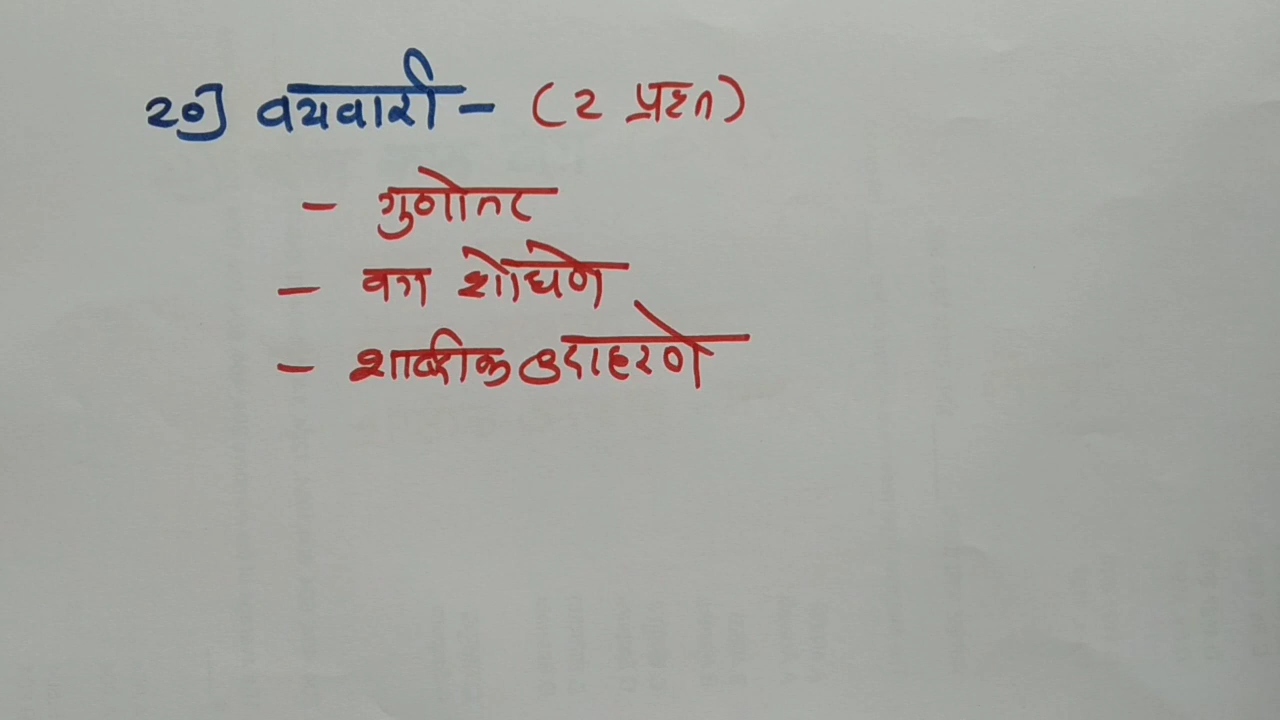 २०] वयवारी - (२ प्रश्न)
- गुणोत्तर
- वय शोधणे
- शाब्दीक उदाहरणे